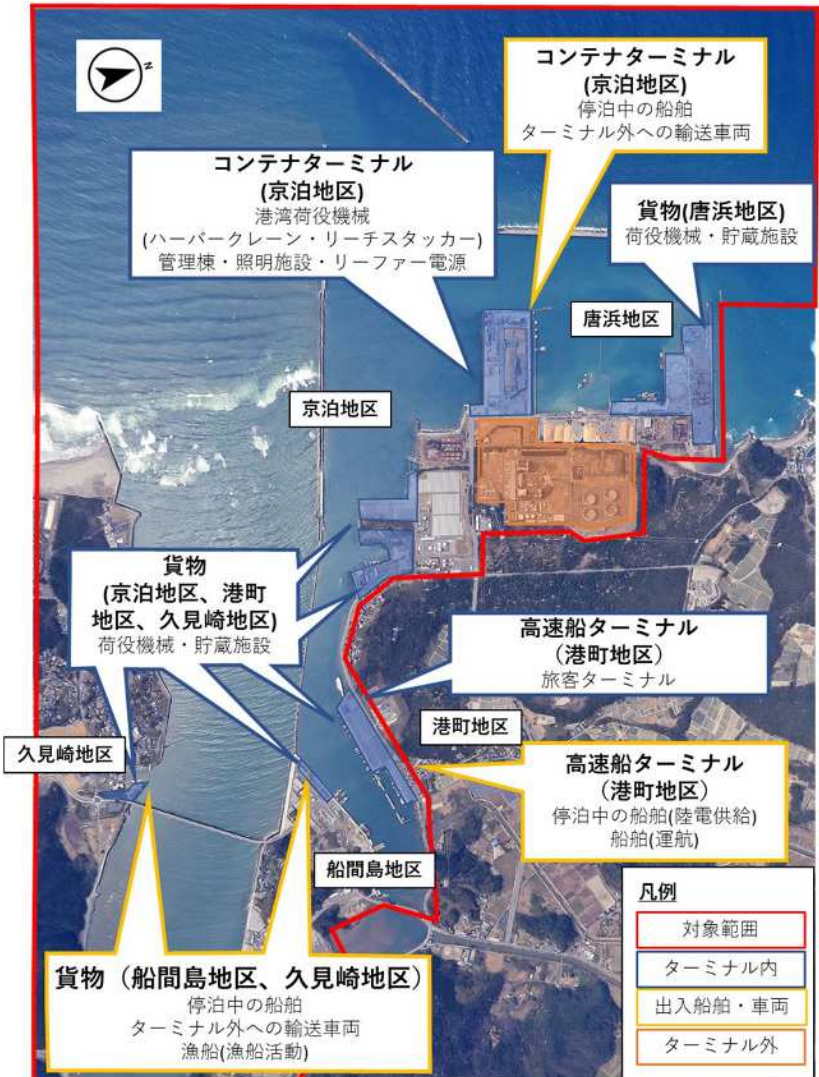 N
コンテナターミナル
(京泊地区)
停泊中の船舶
ターミナル外への輸送車両
コンテナターミナル
(京泊地区)
港湾荷役機械
(ハーバークレーン・リーチスタッカー)
管理棟・照明施設・リーファー電源
貨物(唐浜地区)
荷役機械・貯蔵施設
唐浜地区
京泊地区
貨物
(京泊地区、港町
地区、久見崎地区)
荷役機械・貯蔵施設
高速船ターミナル
（港町地区）
旅客ターミナル
港町地区
久見崎地区
高速船ターミナル
（港町地区）
停泊中の船舶(陸電供給)
船舶(運航)
船間島地区
貨物（船間島地区、久見崎地区）
停泊中の船舶
ターミナル外への輸送車両
漁船(漁船活動)
凡例
対象範囲
ターミナル内
出入船舶・車両
ターミナル外